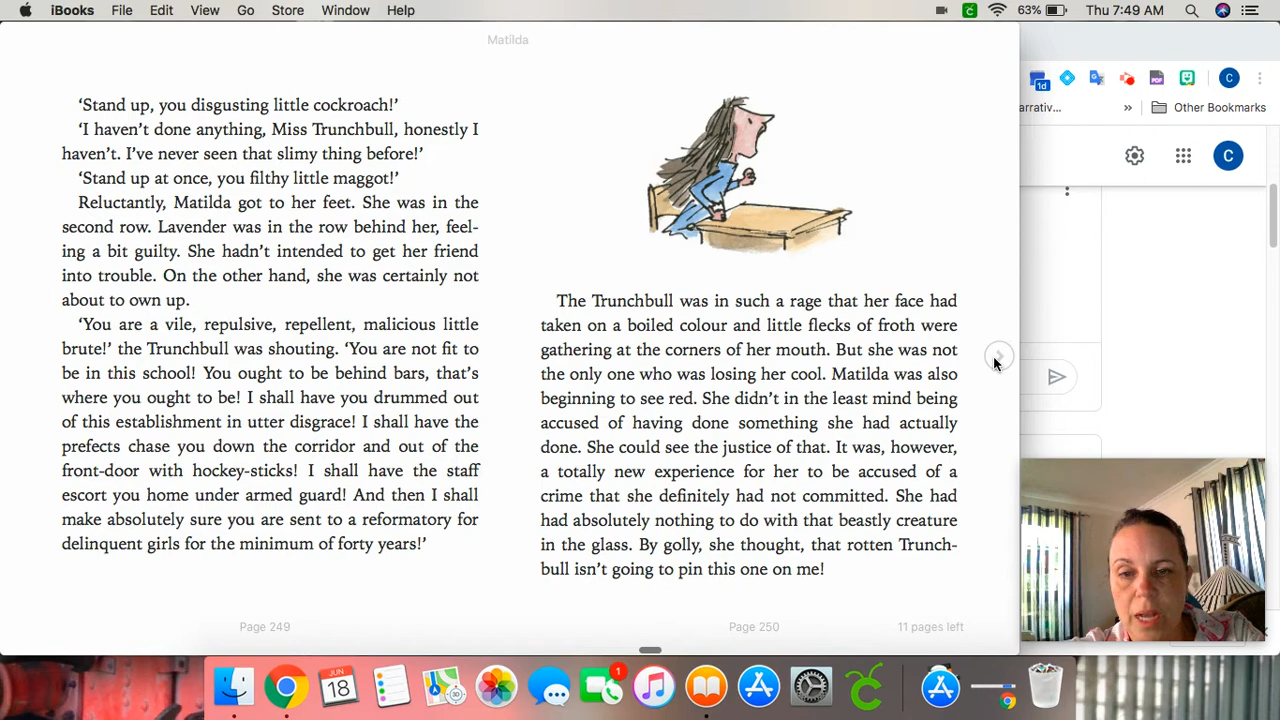 iBooks File Edit View Go Store Window Help 63% Thu 7:49 AM
Matilda
1d
C
‘Stand up, you disgusting little cockroach!’
‘I haven’t done anything, Miss Trunchbull, honestly I
haven’t. I’ve never seen that slimy thing before!’
‘Stand up at once, you filthy little maggot!’
Reluctantly, Matilda got to her feet. She was in the
second row. Lavender was in the row behind her, feel-
ing a bit guilty. She hadn’t intended to get her friend
into trouble. On the other hand, she was certainly not
about to own up.
‘You are a vile, repulsive, repellent, malicious little
brute!’ the Trunchbull was shouting. ‘You are not fit to
be in this school! You ought to be behind bars, that’s
where you ought to be! I shall have you drummed out
of this establishment in utter disgrace! I shall have the
prefects chase you down the corridor and out of the
front-door with hockey-sticks! I shall have the staff
escort you home under armed guard! And then I shall
make absolutely sure you are sent to a reformatory for
delinquent girls for the minimum of forty years!’
Page 249
The Trunchbull was in such a rage that her face had
taken on a boiled colour and little flecks of froth were
gathering at the corners of her mouth. But she was not
the only one who was losing her cool. Matilda was also
beginning to see red. She didn’t in the least mind being
accused of having done something she had actually
done. She could see the justice of that. It was, however,
a totally new experience for her to be accused of a
crime that she definitely had not committed. She had
had absolutely nothing to do with that beastly creature
in the glass. By golly, she thought, that rotten Trunch-
bull isn’t going to pin this one on me!
Page 250
11 pages left
arrativ... » Other Bookmarks
C
JUN
18
1